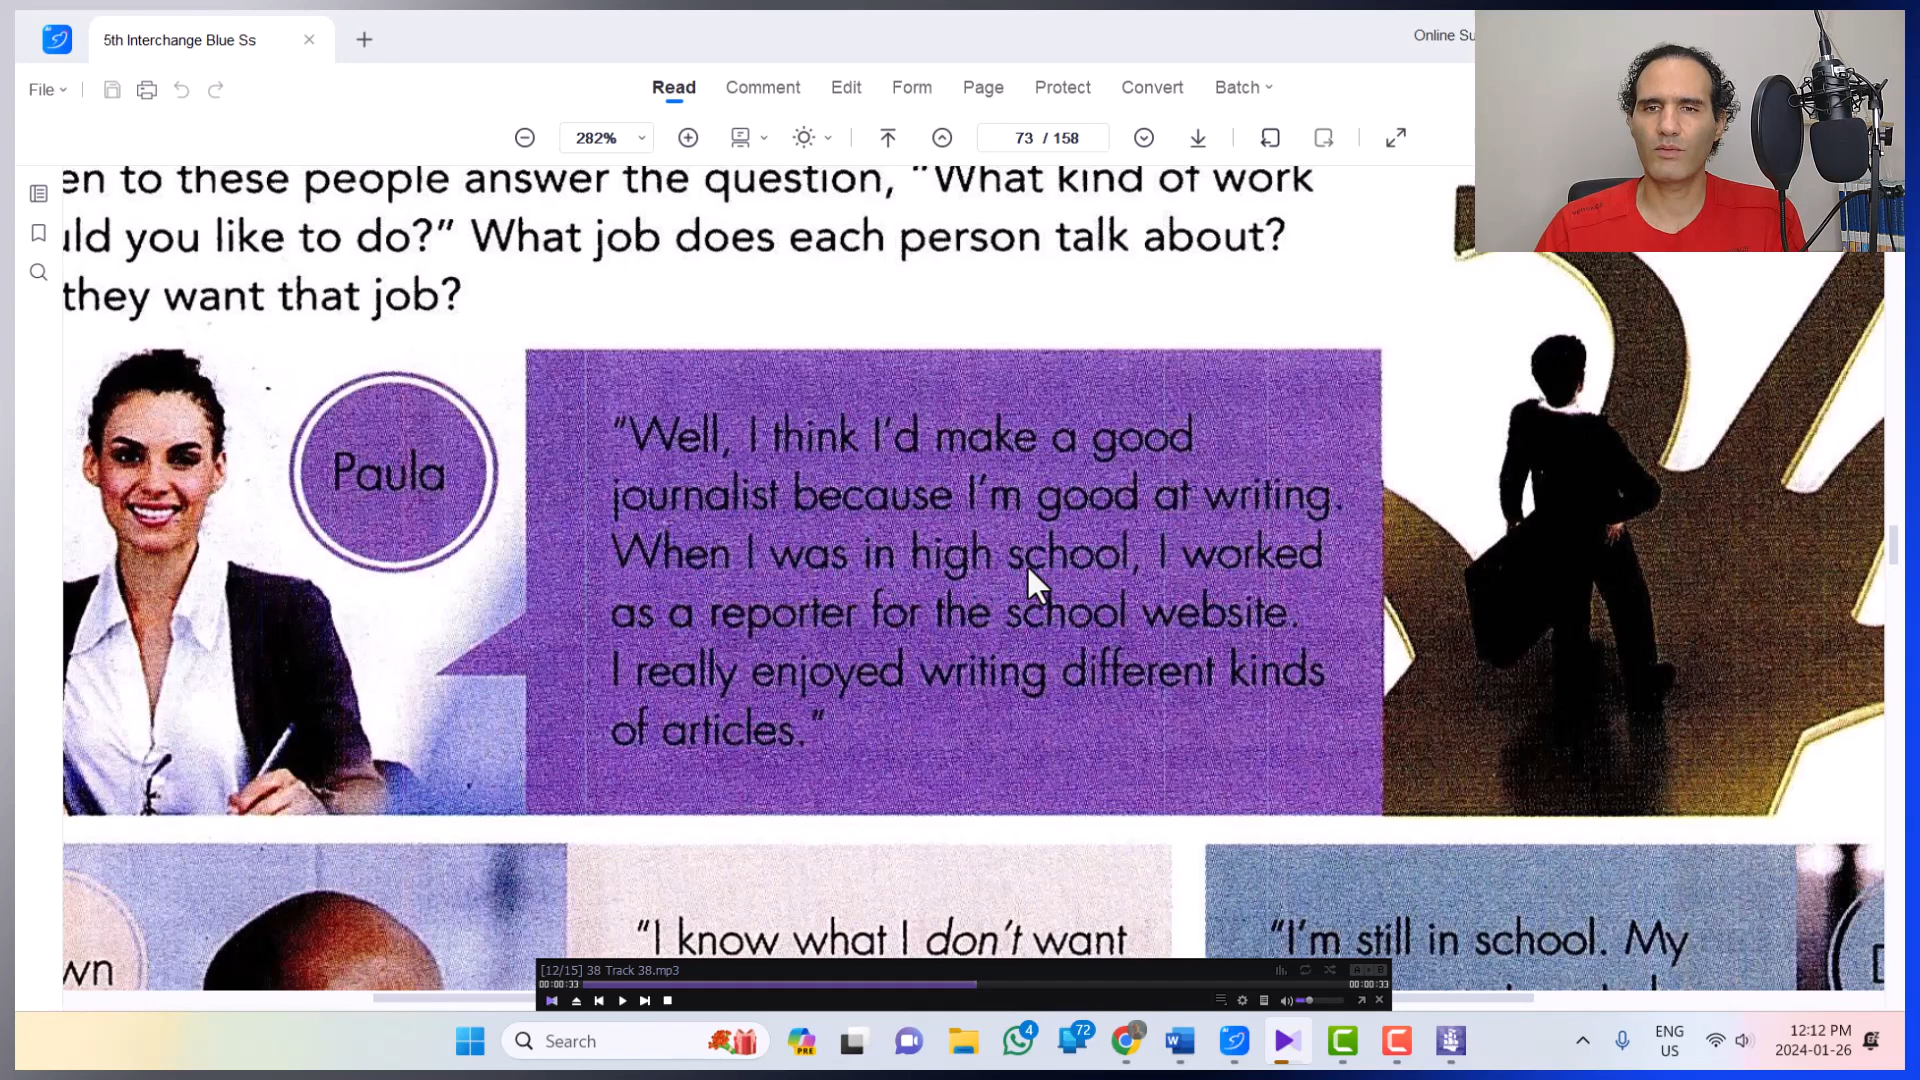 5th Interchange Blue Ss
Online Su
File
Read
Comment
Edit
Form
Page
Protect
Convert
Batch
282%
73 / 158
en to these people answer the question, "What kind of work
uld you like to do?" What job does each person talk about?
they want that job?
Paula
"Well, I think I'd make a good
journalist because I'm good at writing.
When I was in high school, I worked
as a reporter for the school website.
I really enjoyed writing different kinds
of articles."
wn
"I know what I don't want
"I'm still in school. My
[12/15] 38 Track 38.mp3
00:00:33
00:00:33
Search
PRE
4
72
ENG
US
12:12 PM
2024-01-26